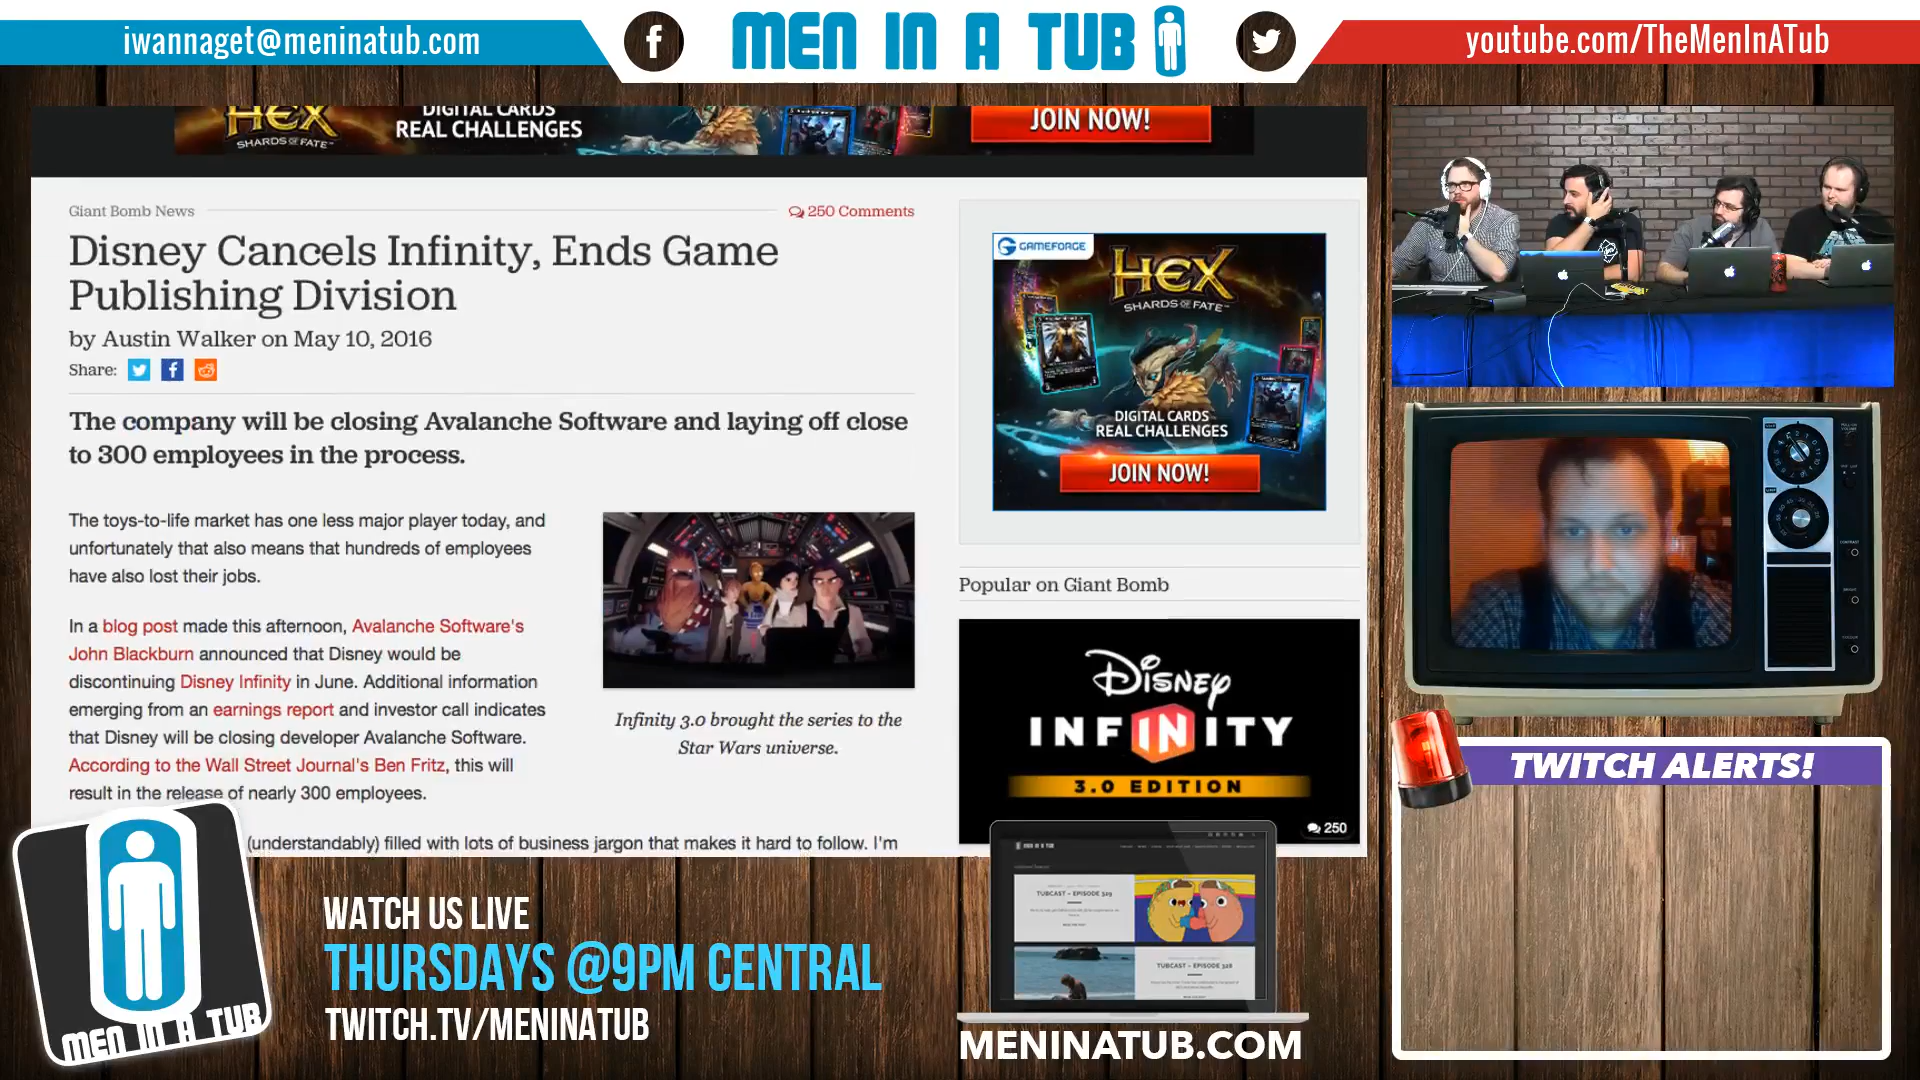 iwannaget@meninatub.com
f
MEN IN A TUB
youtube.com/TheMenInATub
HEX
SHARDS OF FATE
DIGITAL CARDS
REAL CHALLENGES
JOIN NOW!
Giant Bomb News
250 Comments
Disney Cancels Infinity, Ends Game
Publishing Division
by Austin Walker on May 10, 2016
Share:
The company will be closing Avalanche Software and laying off close
to 300 employees in the process.
The toys-to-life market has one less major player today, and
unfortunately that also means that hundreds of employees
have also lost their jobs.
In a blog post made this afternoon, Avalanche Software's
John Blackburn announced that Disney would be
discontinuing Disney Infinity in June. Additional information
emerging from an earnings report and investor call indicates
that Disney will be closing developer Avalanche Software.
According to the Wall Street Journal's Ben Fritz, this will
result in the release of nearly 300 employees.
(understandably) filled with lots of business jargon that makes it hard to follow. I'm
Infinity 3.0 brought the series to the
Star Wars universe.
GAMEFORGE
HEX
SHARDS OF FATE
DIGITAL CARDS
REAL CHALLENGES
JOIN NOW!
Popular on Giant Bomb
Disney
INFINITY
3.0 EDITION
250
TWITCH ALERTS!
MEN IN A TUB
WATCH US LIVE
THURSDAYS @9PM CENTRAL
TWITCH.TV/MENINATUB
MEN IN A TUB
TUBCAST – EPISODE 329
TUBCAST – EPISODE 328
MENINATUB.COM